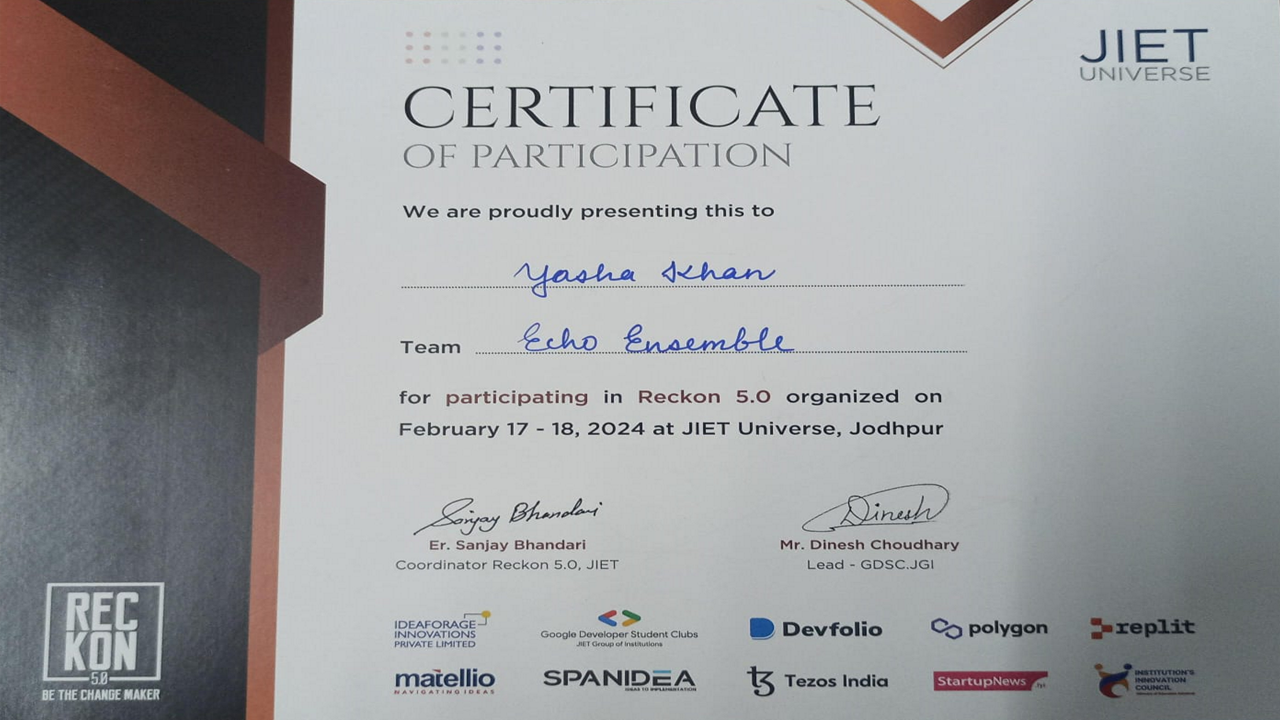 JIET
UNIVERSE
CERTIFICATE
OF PARTICIPATION
We are proudly presenting this to
Yasha Khan
Team Echo Ensemble
for participating in Reckon 5.0 organized on
February 17 - 18, 2024 at JIET Universe, Jodhpur
Sanjay Bhandari
Dinesh
Er. Sanjay Bhandari
Mr. Dinesh Choudhary
Coordinator Reckon 5.0, JIET
Lead - GDSC.JGI
REC
KON
5.0
BE THE CHANGE MAKER
IDEAFORAGE
INNOVATIONS
PRIVATE LIMITED
Google Developer Student Clubs
JIET Group of Institutions
Devfolio
polygon
replit
matellio
NAVIGATING IDEAS
SPANIDEA
IDEAS TO IMPLEMENTATION
Tezos India
StartupNews
.fyi
INSTITUTION'S
INNOVATION
COUNCIL